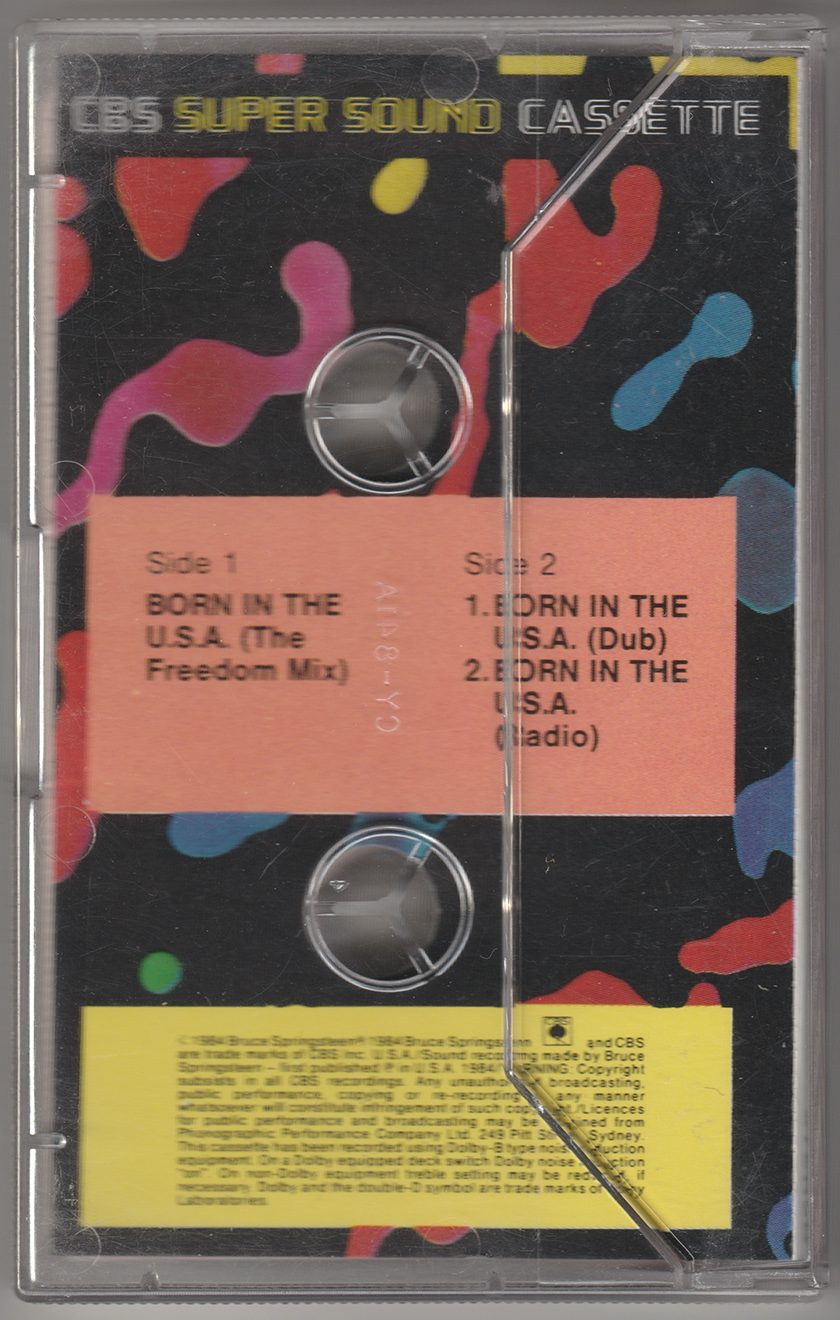 CBS SUPER SOUND CASSETTE
Side 1
BORN IN THE
U.S.A. (The
Freedom Mix)
Side 2
1. BORN IN THE
U.S.A. (Dub)
2. BORN IN THE
U.S.A.
(Radio)
1984 Bruce Springsteen ℗ 1984 Bruce Springsteen CBS and CBS
are trade marks of CBS Inc. U.S.A./Sound recording made by Bruce
Springsteen – first published ℗ in U.S.A. 1984/WARNING: Copyright
subsists in all CBS recordings. Any unauthorised broadcasting,
public performance, copying or re-recording in any manner
whatsoever will constitute infringement of such copyright./Licences
for public performance and broadcasting may be obtained from
Phonographic Performance Company Ltd. 249 Pitt Street, Sydney.
This cassette has been recorded using Dolby-B type noise reduction
equipment. On a Dolby equipped deck switch Dolby noise reduction
"on". On non-Dolby equipment treble setting may be reduced, if
necessary. Dolby and the double-D symbol are trade marks of Dolby
Laboratories.